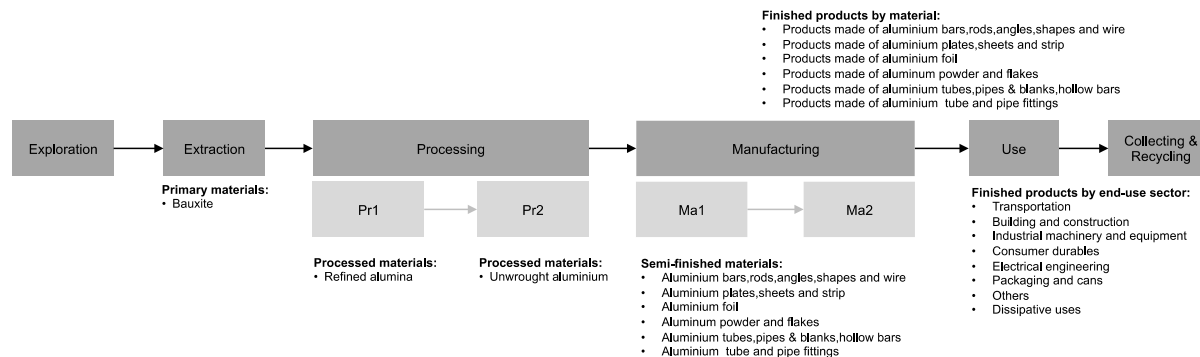 Finished products by material:
• Products made of aluminium bars,rods,angles,shapes and wire
• Products made of aluminium plates,sheets and strip
• Products made of aluminium foil
• Products made of aluminum powder and flakes
• Products made of aluminium tubes,pipes & blanks,hollow bars
• Products made of aluminium tube and pipe fittings
Exploration
Extraction
Processing
Manufacturing
Use
Collecting &
Recycling
Primary materials:
• Bauxite
Pr1
Pr2
Ma1
Ma2
Processed materials:
• Refined alumina
Processed materials:
• Unwrought aluminium
Semi-finished materials:
• Aluminium bars,rods,angles,shapes and wire
• Aluminium plates,sheets and strip
• Aluminium foil
• Aluminum powder and flakes
• Aluminium tubes,pipes & blanks,hollow bars
• Aluminium tube and pipe fittings
Finished products by end-use sector:
• Transportation
• Building and construction
• Industrial machinery and equipment
• Consumer durables
• Electrical engineering
• Packaging and cans
• Others
• Dissipative uses